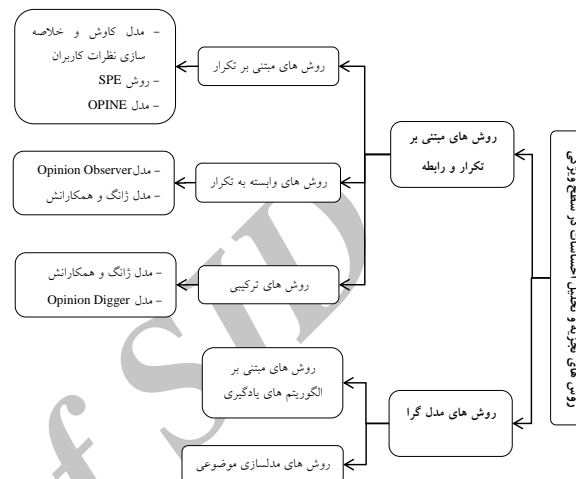 روش های تجزیه و تحلیل احساسات در سطح ویژگی
روش های مبتنی بر
تکرار و رابطه
روش های مبتنی بر تکرار
– مدل کاوش و خلاصه
سازی نظرات کاربران
– روش SPE
– مدل OPINE
روش های وابسته به تکرار
– مدل Opinion Observer
– مدل ژانگ و همکارانش
روش های ترکیبی
– مدل ژانگ و همکارانش
– مدل Opinion Digger
روش های مدل گرا
روش های مبتنی بر
الگوریتم های یادگیری
روش های مدلسازی موضوعی
f SID